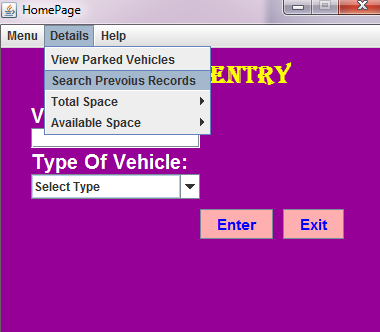 HomePage
Menu Details Help
View Parked Vehicles
ENTRY
Search Prevoius Records
Total Space
Available Space
V
Type Of Vehicle:
Select Type
Enter Exit